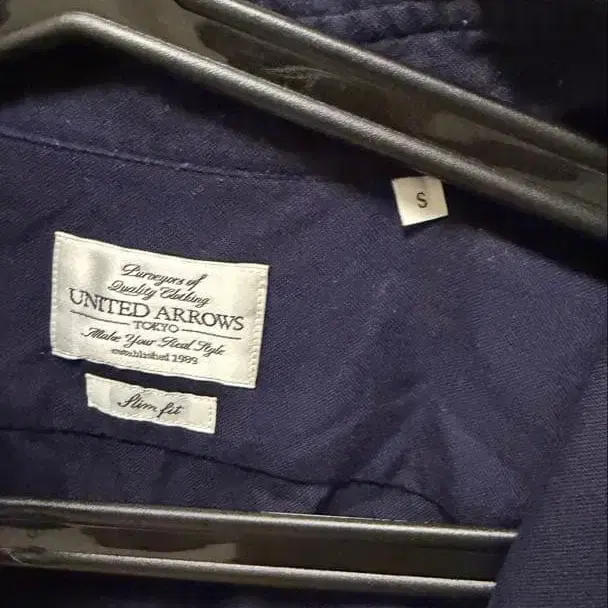 Purveyors of
Quality Clothing
UNITED ARROWS
TOKYO
Make Your Real Style
established 1989
Slim fit
S